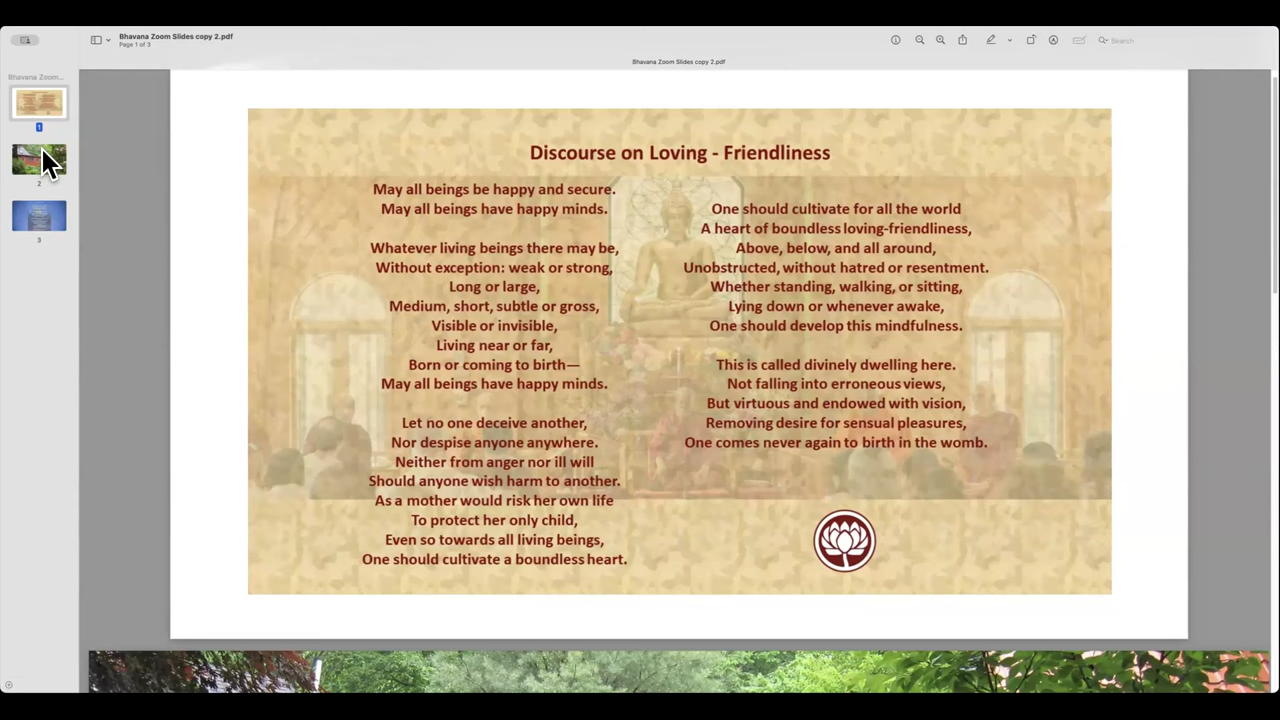 Bhavana Zoom Slides copy 2.pdf
Page 1 of 3
Search
Bhavana Zoom Slides copy 2.pdf
Bhavana Zoom...
1
2
3
Discourse on Loving - Friendliness
May all beings be happy and secure.
May all beings have happy minds.
Whatever living beings there may be,
Without exception: weak or strong,
Long or large,
Medium, short, subtle or gross,
Visible or invisible,
Living near or far,
Born or coming to birth—
May all beings have happy minds.
Let no one deceive another,
Nor despise anyone anywhere.
Neither from anger nor ill will
Should anyone wish harm to another.
As a mother would risk her own life
To protect her only child,
Even so towards all living beings,
One should cultivate a boundless heart.
One should cultivate for all the world
A heart of boundless loving-friendliness,
Above, below, and all around,
Unobstructed, without hatred or resentment.
Whether standing, walking, or sitting,
Lying down or whenever awake,
One should develop this mindfulness.
This is called divinely dwelling here.
Not falling into erroneous views,
But virtuous and endowed with vision,
Removing desire for sensual pleasures,
One comes never again to birth in the womb.